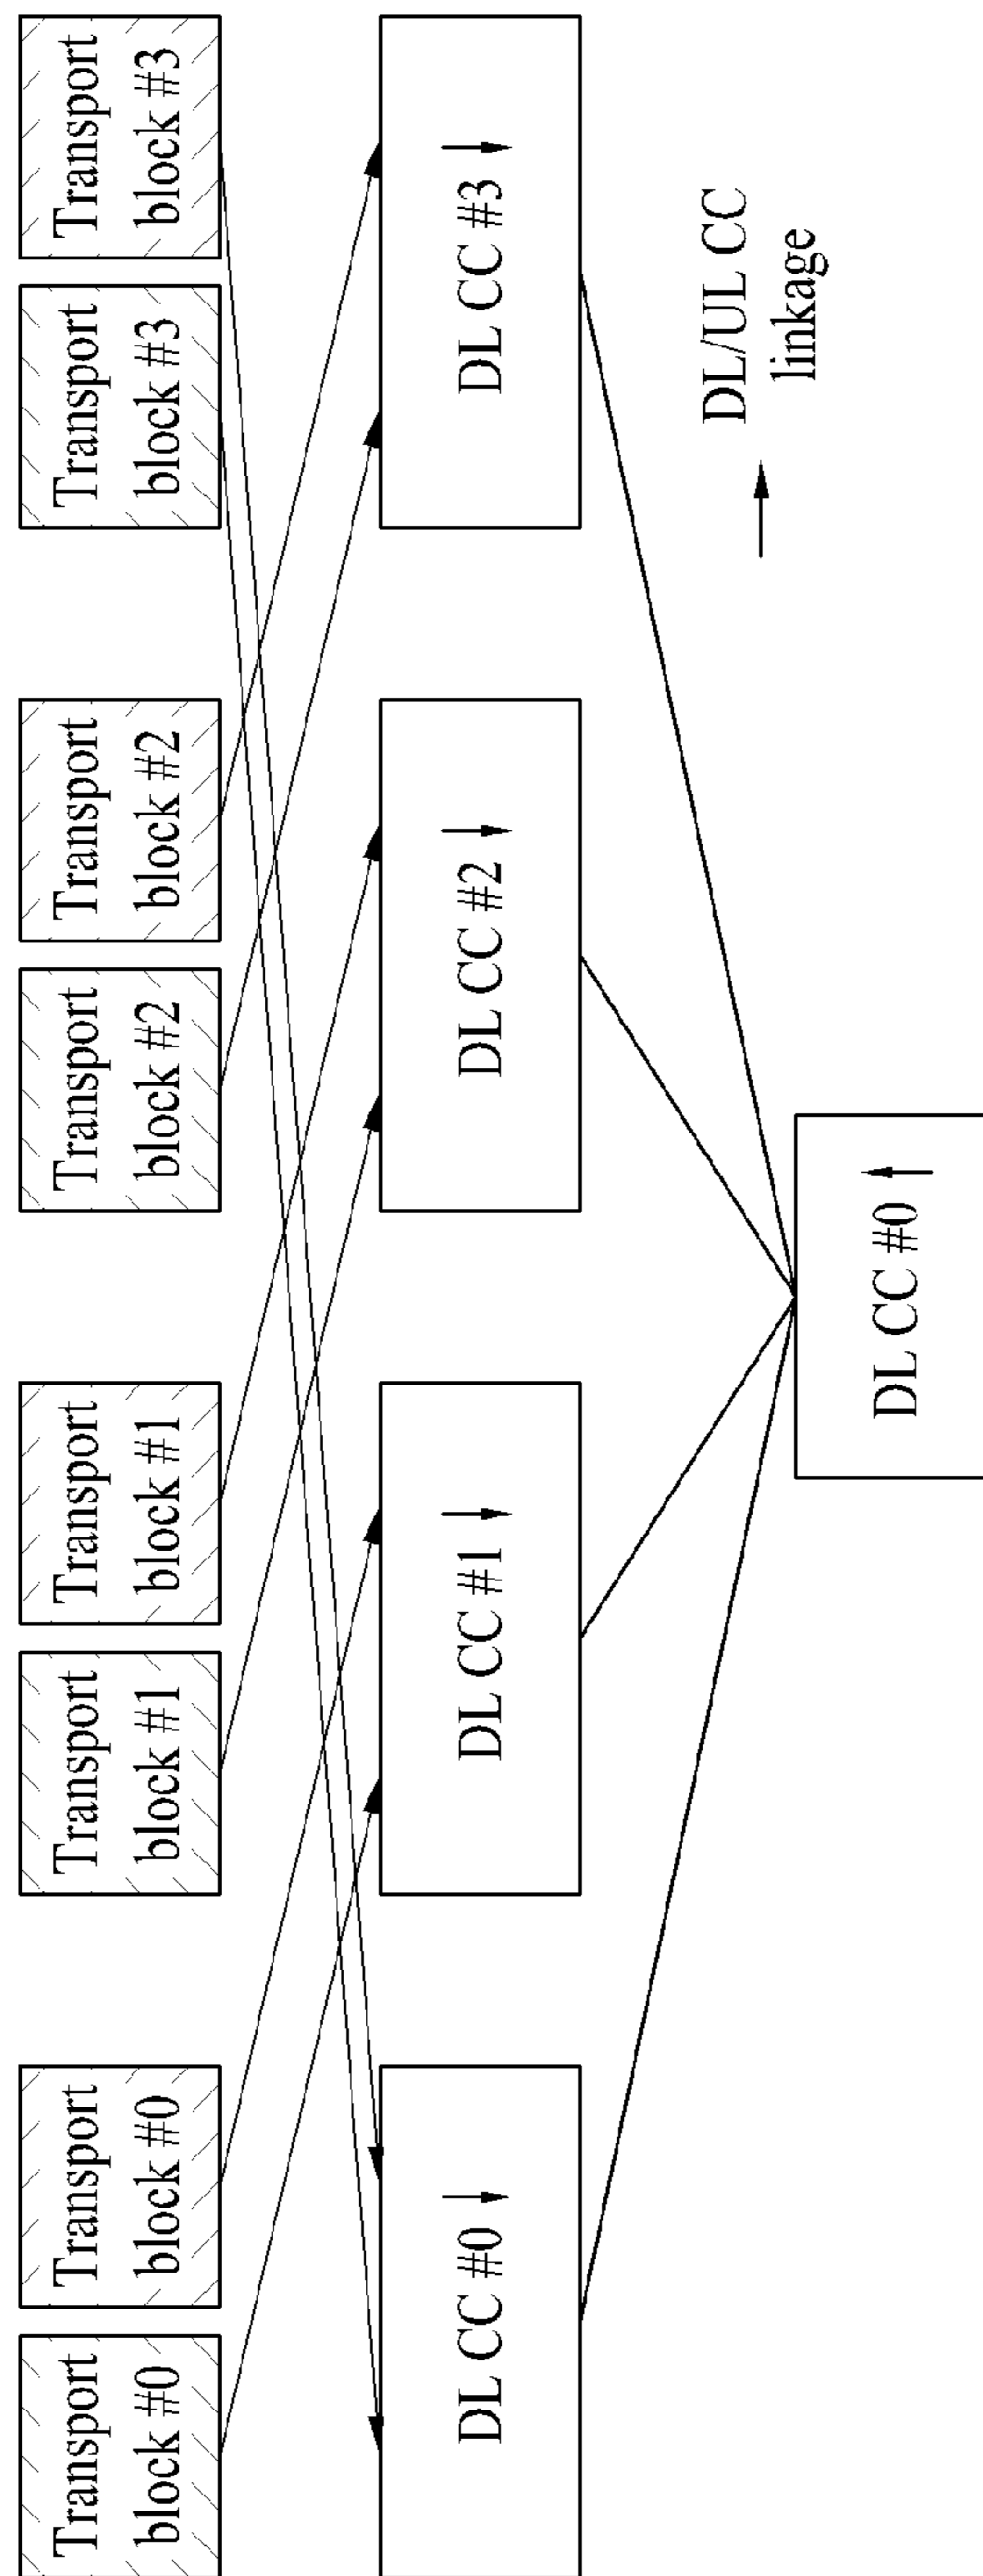 Transport
block #0
Transport
block #0
Transport
block #1
Transport
block #1
Transport
block #2
Transport
block #2
Transport
block #3
Transport
block #3
DL CC #0
DL CC #1
DL CC #2
DL CC #3
DL/UL CC
linkage
DL CC #0